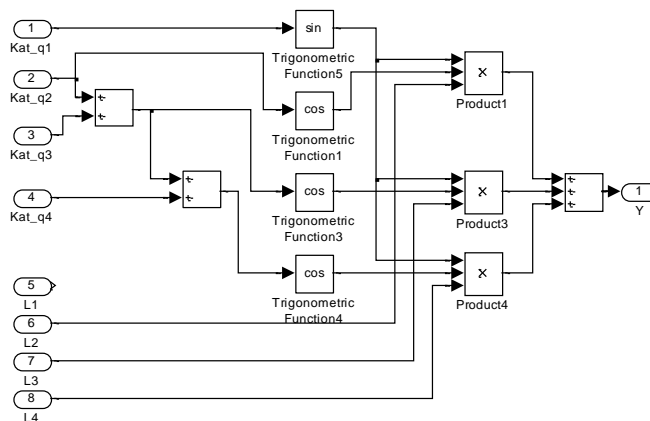 1
Kat_q1
2
Kat_q2
3
Kat_q3
4
Kat_q4
5
L1
6
L2
7
L3
8
L4
sin
Trigonometric
Function5
cos
Trigonometric
Function1
cos
Trigonometric
Function3
cos
Trigonometric
Function4
×
Product1
×
Product3
×
Product4
+
+
+
+
+
+
+
1
Y